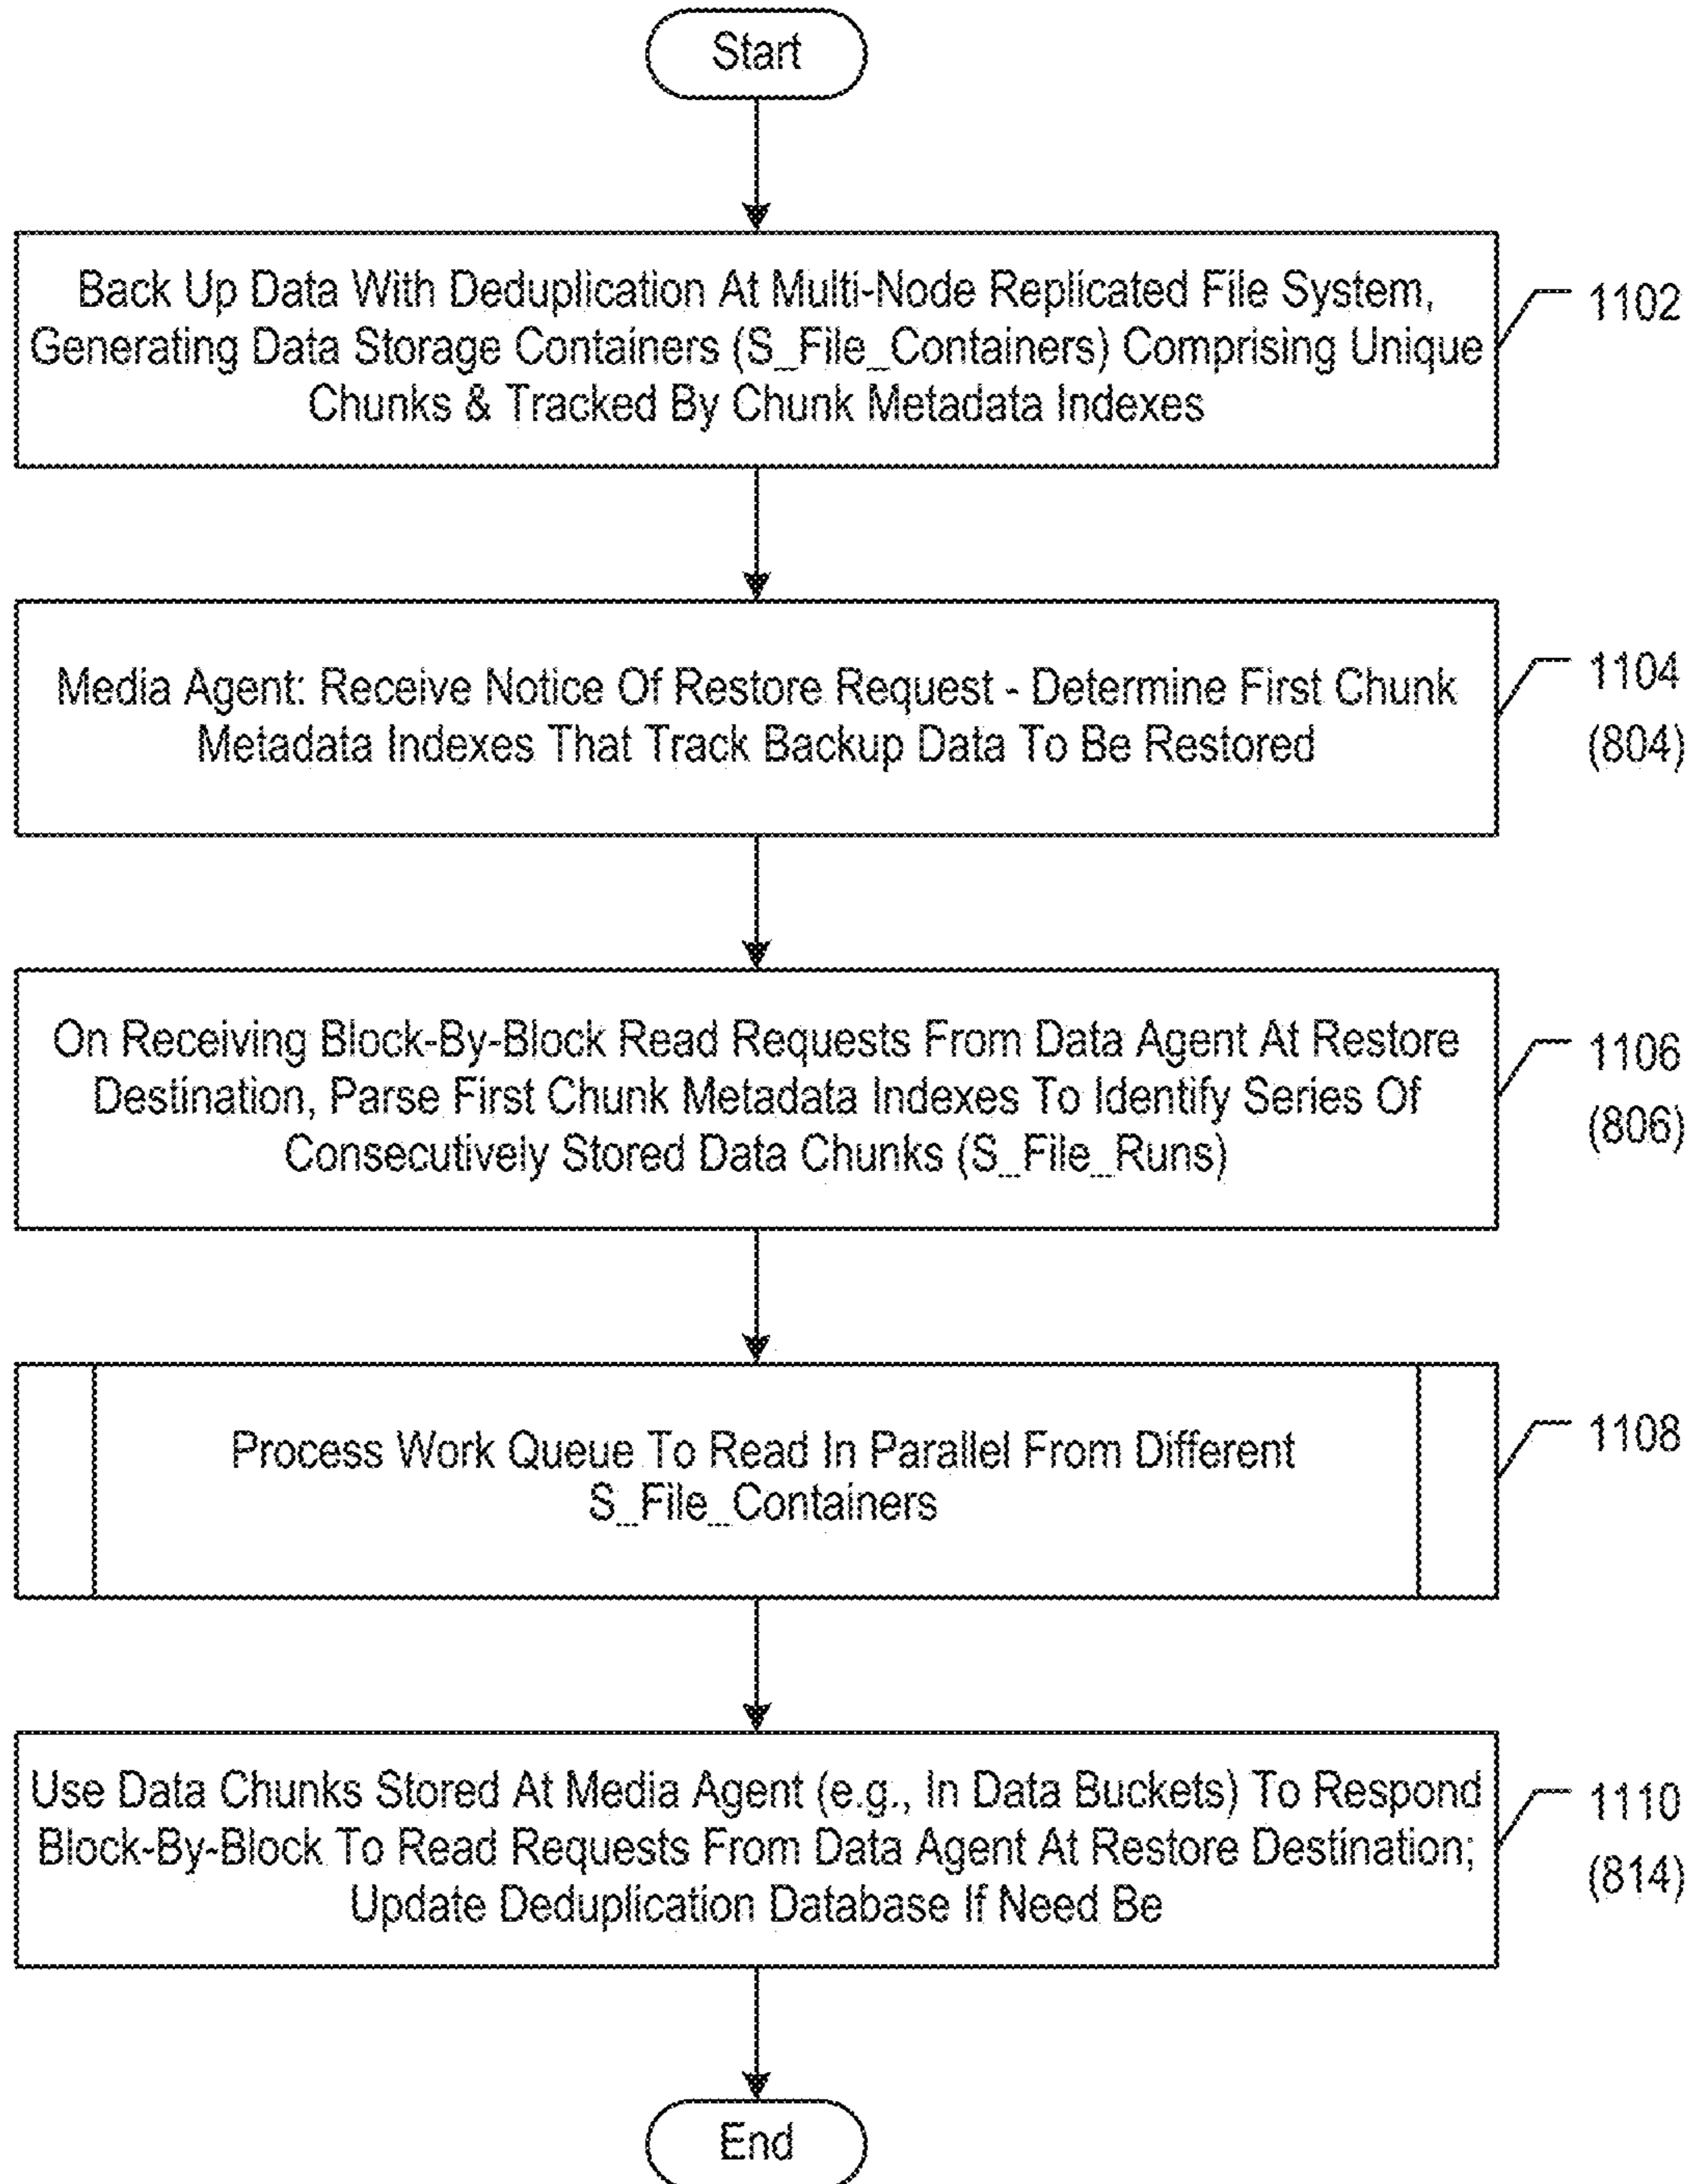 Start
Back Up Data With Deduplication At Multi-Node Replicated File System,
Generating Data Storage Containers (S_File_Containers) Comprising Unique
Chunks & Tracked By Chunk Metadata Indexes
1102
Media Agent: Receive Notice Of Restore Request - Determine First Chunk
Metadata Indexes That Track Backup Data To Be Restored
1104
(804)
On Receiving Block-By-Block Read Requests From Data Agent At Restore
Destination, Parse First Chunk Metadata Indexes To Identify Series Of
Consecutively Stored Data Chunks (S_File_Runs)
1106
(806)
Process Work Queue To Read In Parallel From Different
S_File_Containers
1108
Use Data Chunks Stored At Media Agent (e.g., In Data Buckets) To Respond
Block-By-Block To Read Requests From Data Agent At Restore Destination;
Update Deduplication Database If Need Be
1110
(814)
End